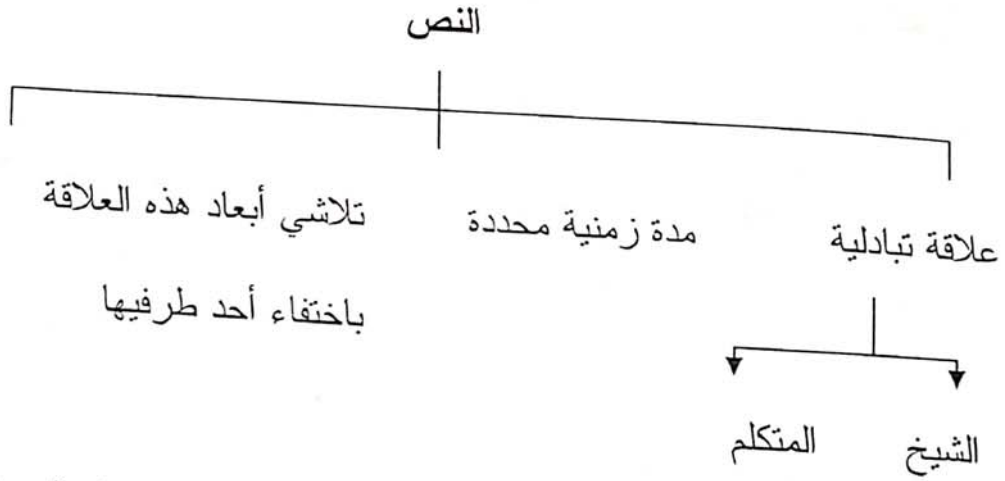 النص
علاقة تبادلية
مدة زمنية محددة
تلاشي أبعاد هذه العلاقة
باختفاء أحد طرفيها
الشيخ
المتكلم